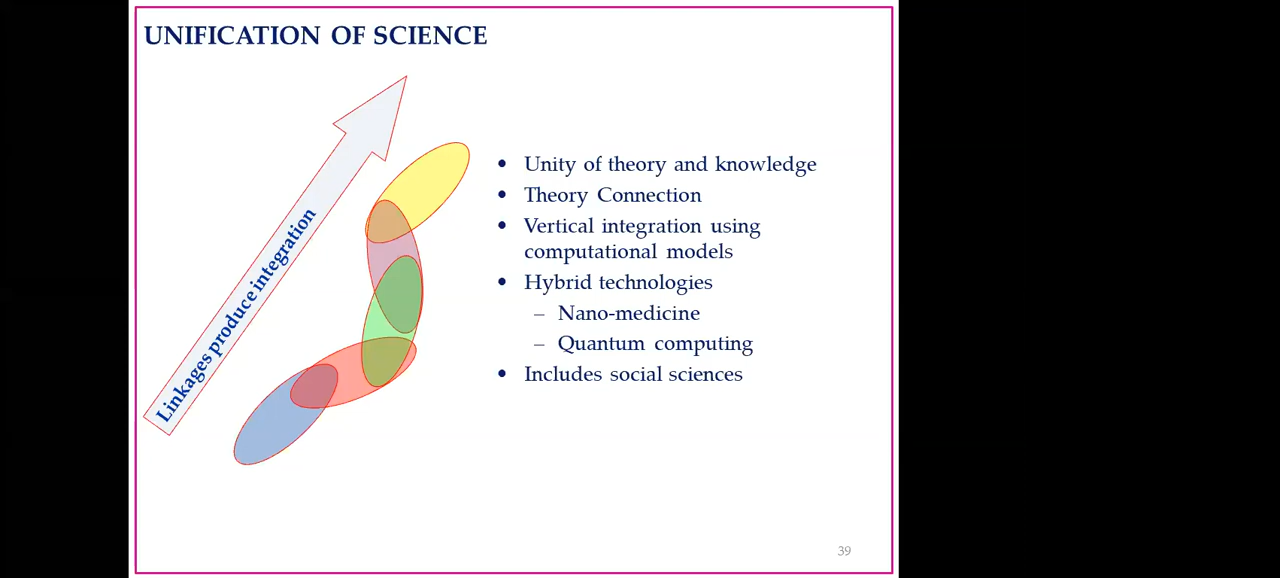 UNIFICATION OF SCIENCE
Linkages produce integration
• Unity of theory and knowledge
• Theory Connection
• Vertical integration using
computational models
• Hybrid technologies
– Nano-medicine
– Quantum computing
• Includes social sciences
39